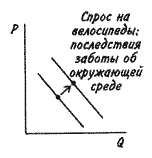 Спрос на
велосипеды;
последствия
заботы об
окружающей
среде
P
Q